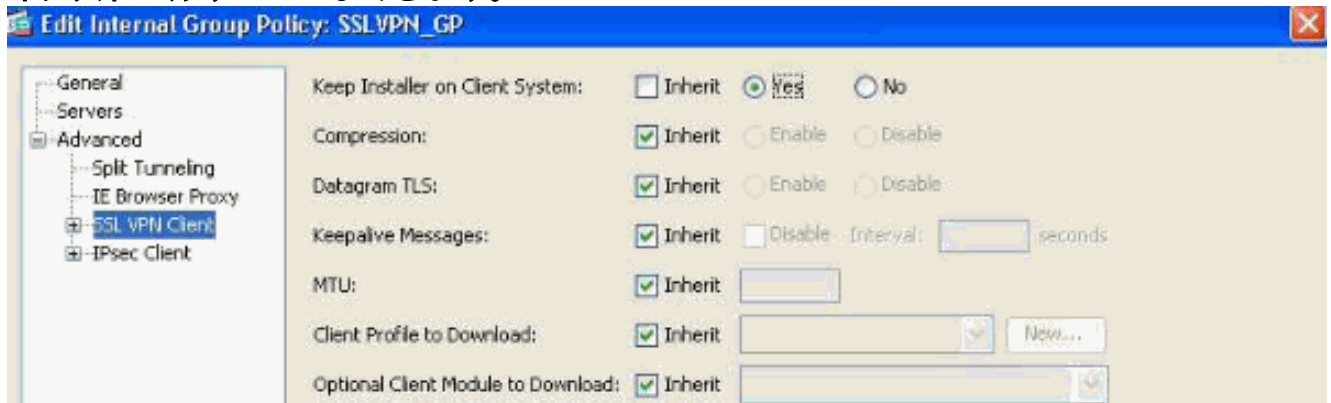 Edit Internal Group Policy: SSLVPN_GP
General
Servers
Advanced
Split Tunneling
IE Browser Proxy
SSL VPN Client
IPsec Client
Keep Installer on Client System: Inherit Yes No
Compression: Inherit Enable Disable
Datagram TLS: Inherit Enable Disable
Keepalive Messages: Inherit Disable Interval: seconds
MTU: Inherit
Client Profile to Download: Inherit New...
Optional Client Module to Download: Inherit